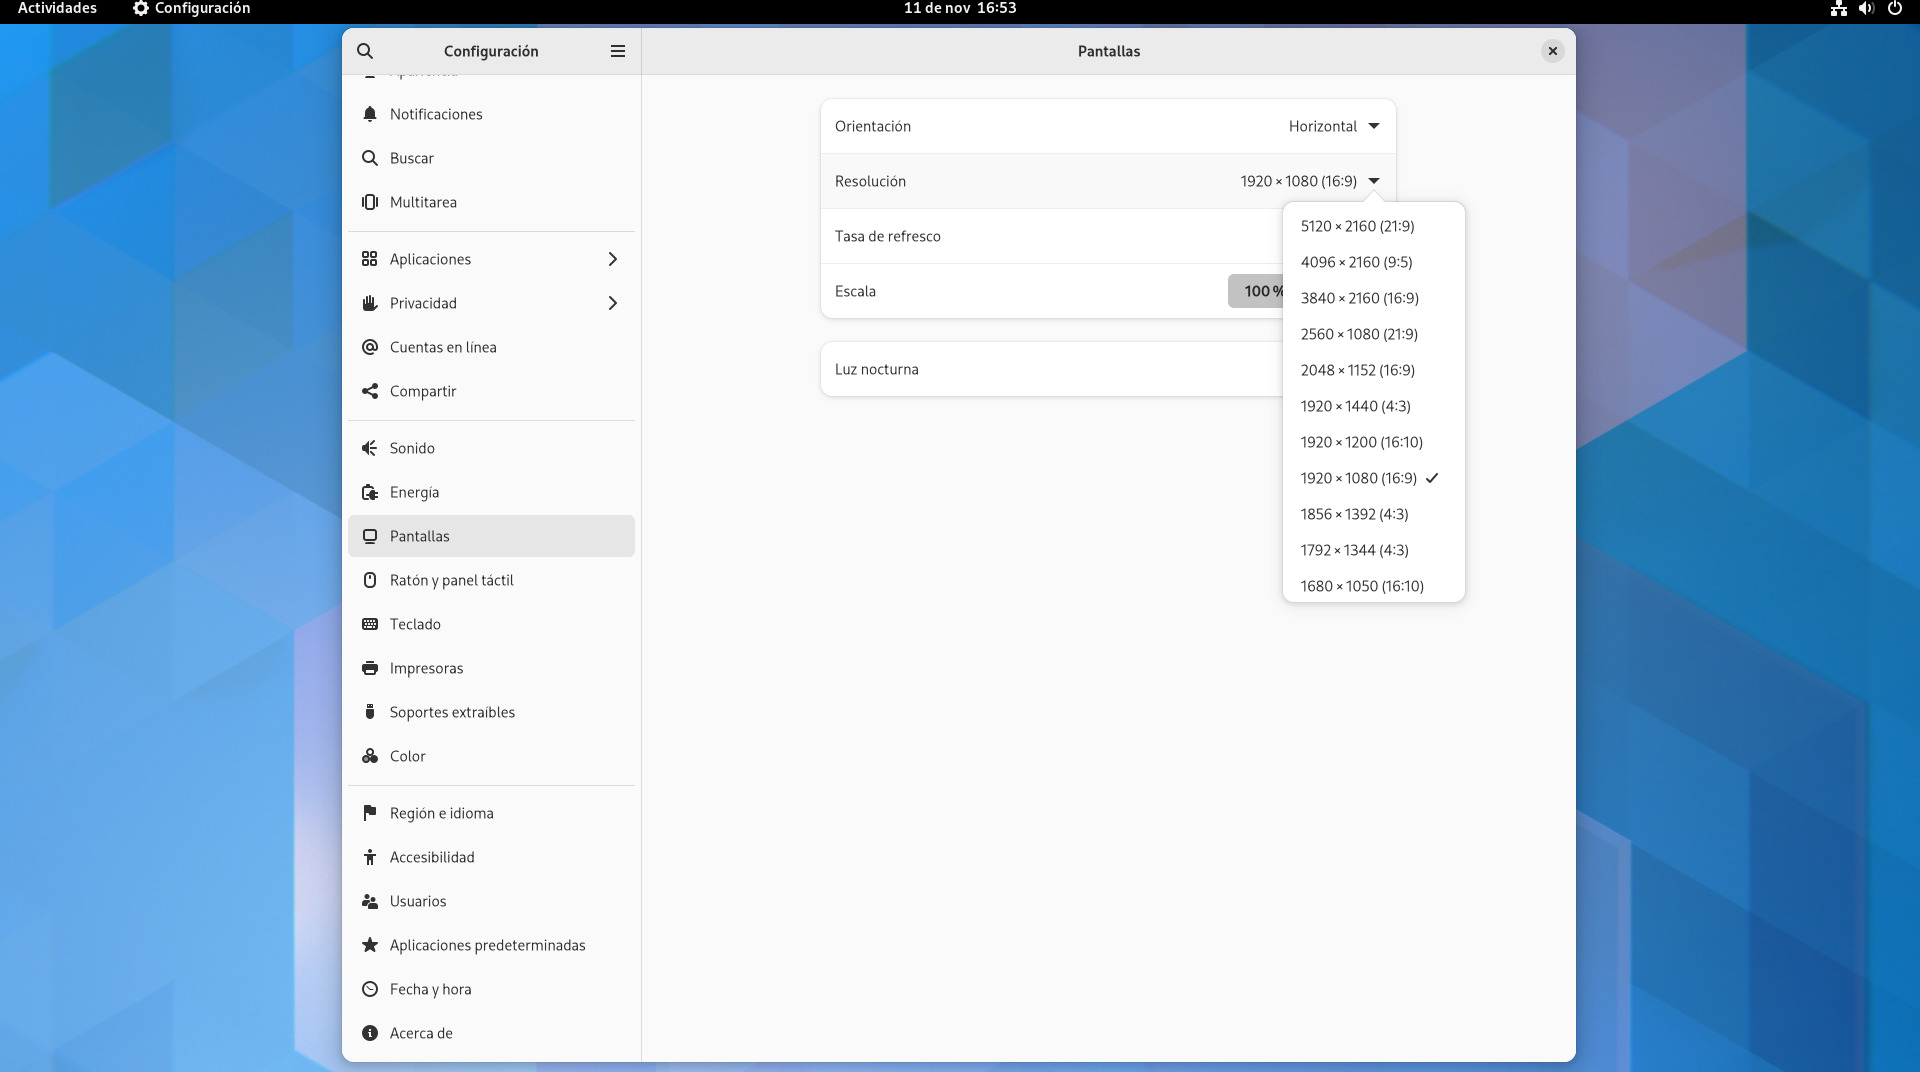 Actividades
Configuración
11 de nov 16:53
Configuración
Pantallas
Notificaciones
Buscar
Multitarea
Aplicaciones
Privacidad
Cuentas en línea
Compartir
Sonido
Energía
Pantallas
Ratón y panel táctil
Teclado
Impresoras
Soportes extraíbles
Color
Región e idioma
Accesibilidad
Usuarios
Aplicaciones predeterminadas
Fecha y hora
Acerca de
Orientación
Horizontal
Resolución
1920 × 1080 (16:9)
Tasa de refresco
Escala
100 %
Luz nocturna
5120 × 2160 (21:9)
4096 × 2160 (9:5)
3840 × 2160 (16:9)
2560 × 1080 (21:9)
2048 × 1152 (16:9)
1920 × 1440 (4:3)
1920 × 1200 (16:10)
1920 × 1080 (16:9)
1856 × 1392 (4:3)
1792 × 1344 (4:3)
1680 × 1050 (16:10)